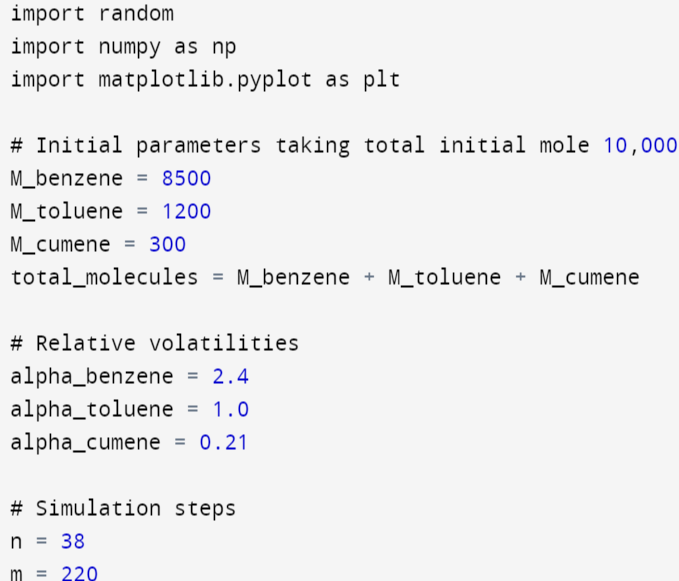 import random
import numpy as np
import matplotlib.pyplot as plt
# Initial parameters taking total initial mole 10,000
M_benzene = 8500
M_toluene = 1200
M_cumene = 300
total_molecules = M_benzene + M_toluene + M_cumene
# Relative volatilities
alpha_benzene = 2.4
alpha_toluene = 1.0
alpha_cumene = 0.21
# Simulation steps
n = 38
m = 220